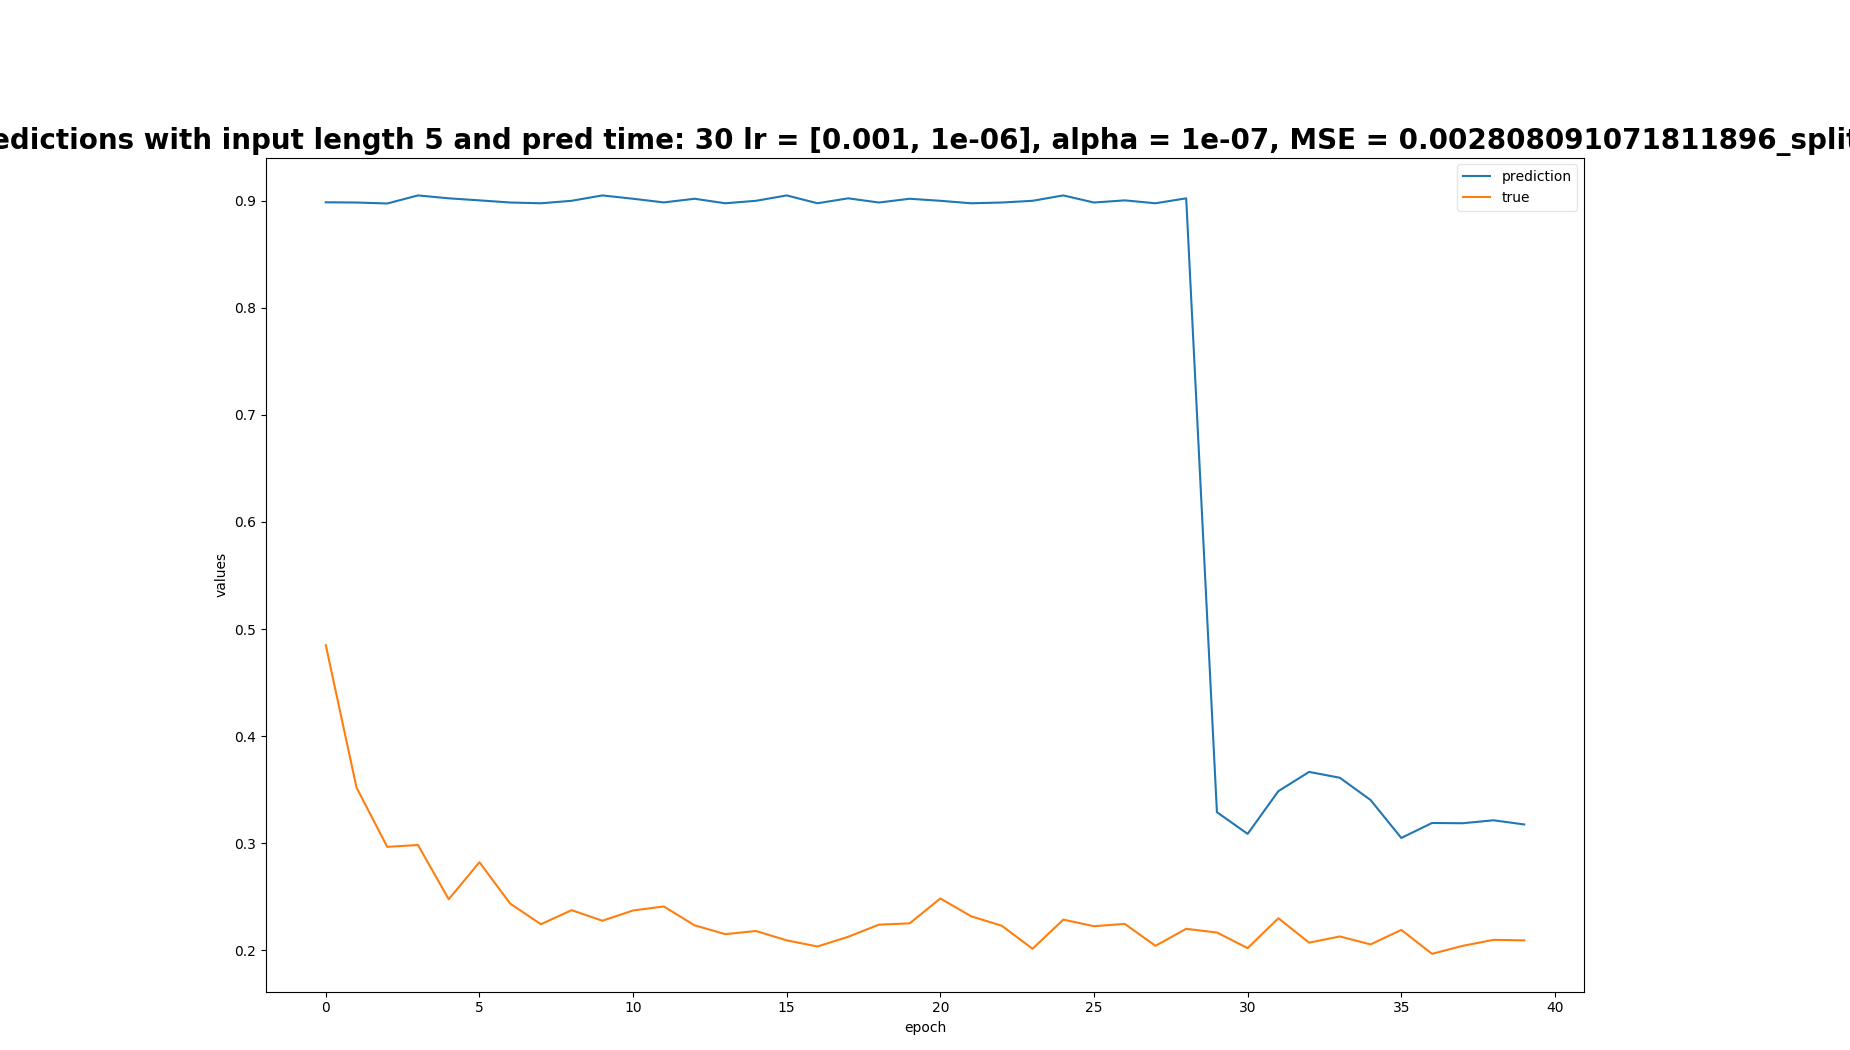 edictions with input length 5 and pred time: 30 lr = [0.001, 1e-06], alpha = 1e-07, MSE = 0.002808091071811896_split
prediction
true
0.9
0.8
0.7
0.6
0.5
0.4
0.3
0.2
values
0 5 10 15 20 25 30 35 40
epoch